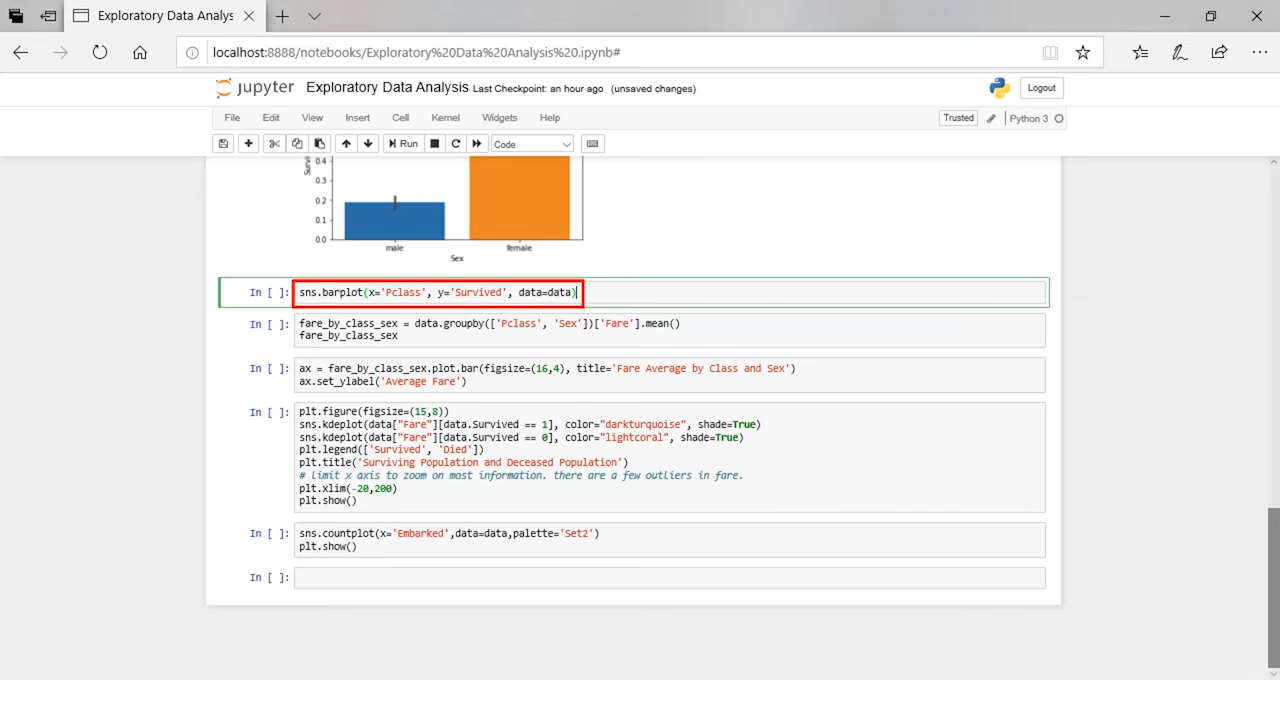 Exploratory Data Analys
localhost:8888/notebooks/Exploratory%20Data%20Analysis%20.ipynb#
jupyter Exploratory Data Analysis Last Checkpoint: an hour ago (unsaved changes) Logout
File Edit View Insert Cell Kernel Widgets Help Trusted Python 3
Run Code
0.4
0.3
0.2
0.1
0.0
male female
Sex
In [ ]: sns.barplot(x='Pclass', y='Survived', data=data)
In [ ]: fare_by_class_sex = data.groupby(['Pclass', 'Sex'])['Fare'].mean()
fare_by_class_sex
In [ ]: ax = fare_by_class_sex.plot.bar(figsize=(16,4), title='Fare Average by Class and Sex')
ax.set_ylabel('Average Fare')
In [ ]: plt.figure(figsize=(15,8))
sns.kdeplot(data["Fare"][data.Survived == 1], color="darkturquoise", shade=True)
sns.kdeplot(data["Fare"][data.Survived == 0], color="lightcoral", shade=True)
plt.legend(['Survived', 'Died'])
plt.title('Surviving Population and Deceased Population')
# limit x axis to zoom on most information. there are a few outliers in fare.
plt.xlim(-20,200)
plt.show()
In [ ]: sns.countplot(x='Embarked',data=data,palette='Set2')
plt.show()
In [ ]: